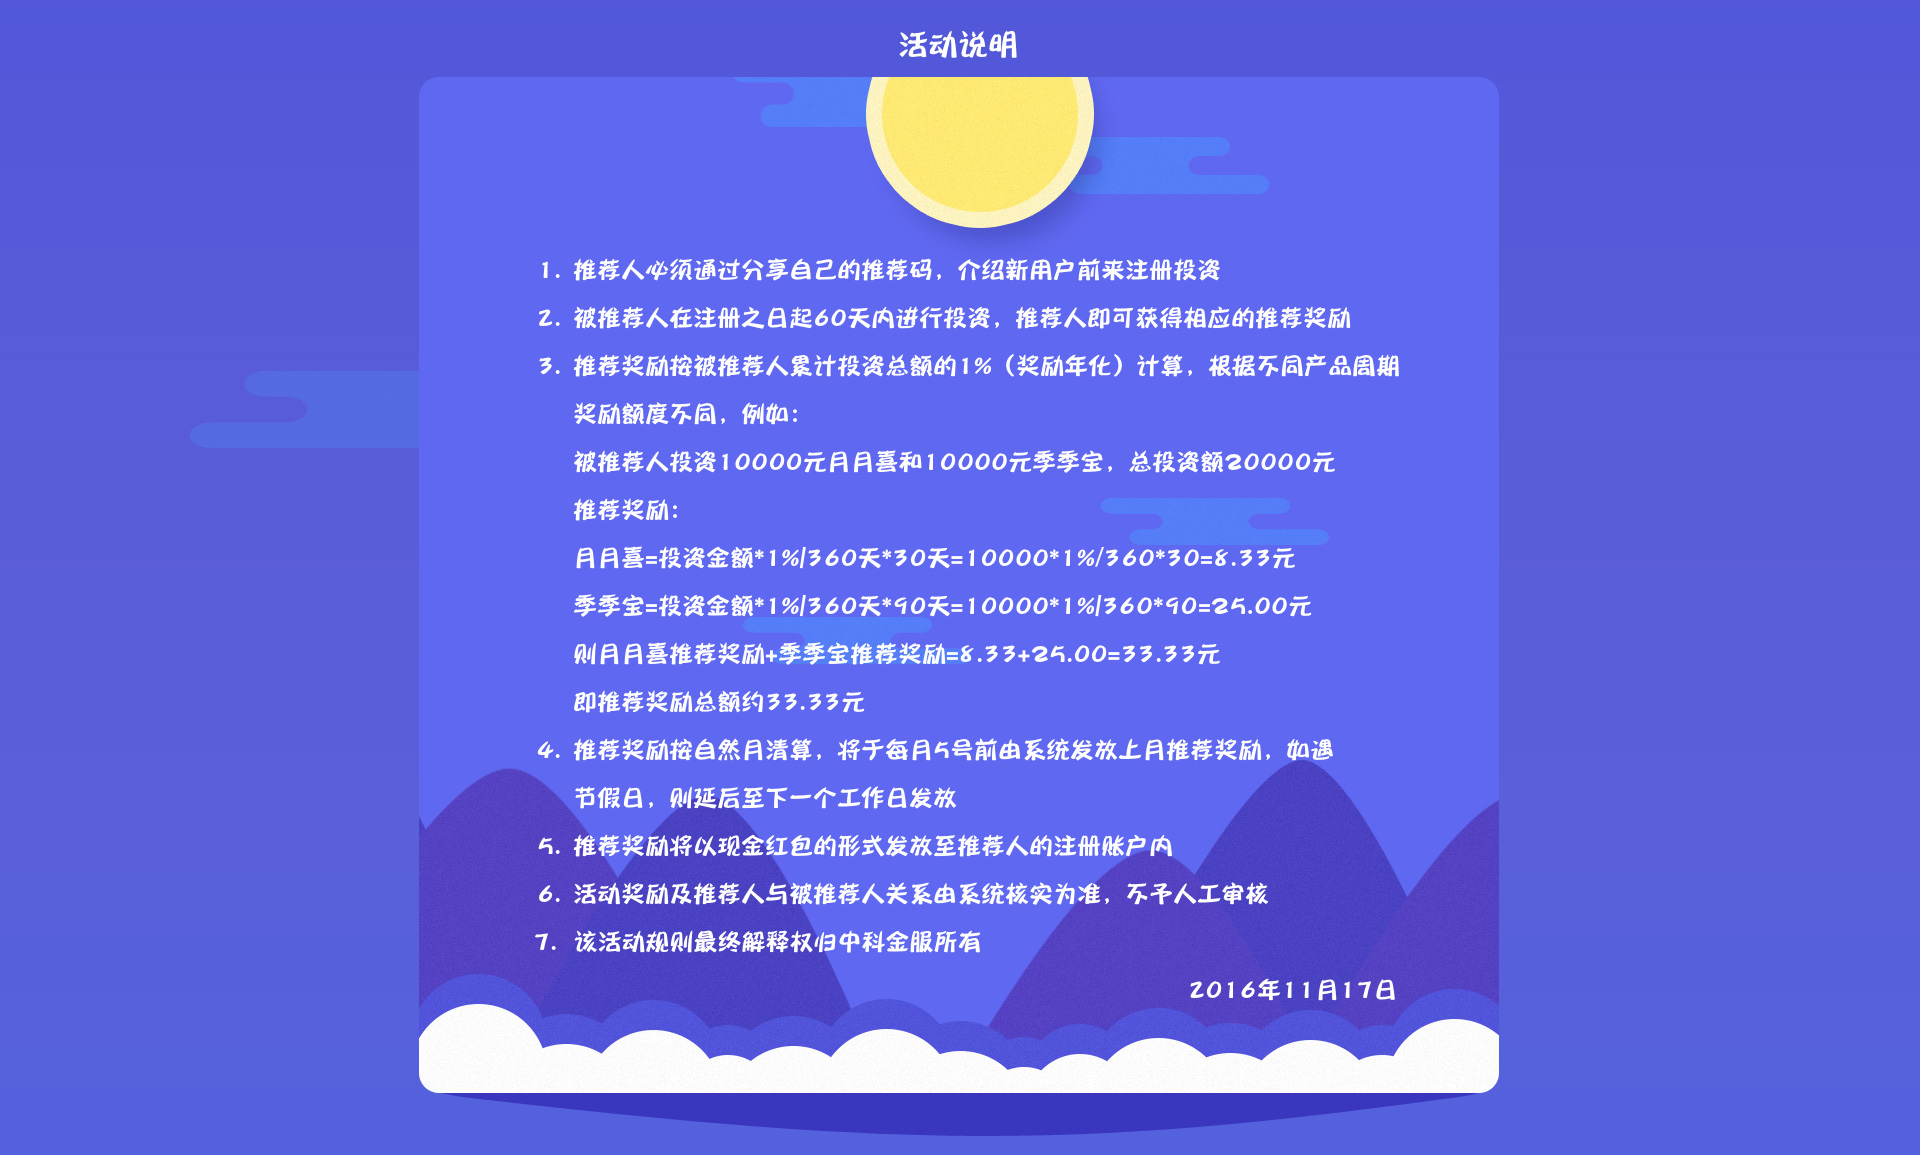 活动说明
1. 推荐人必须通过分享自己的推荐码，介绍新用户前来注册投资
2. 被推荐人在注册之日起60天内进行投资，推荐人即可获得相应的推荐奖励
3. 推荐奖励按被推荐人累计投资总额的1%（奖励年化）计算，根据不同产品周期
奖励额度不同，例如：
被推荐人投资10000元月月喜和10000元季季宝，总投资额20000元
推荐奖励：
月月喜=投资金额*1%/360天*30天=10000*1%/360*30=8.33元
季季宝=投资金额*1%/360天*90天=10000*1%/360*90=25.00元
则月月喜推荐奖励+季季宝推荐奖励=8.33+25.00=33.33元
即推荐奖励总额约33.33元
4. 推荐奖励按自然月清算，将于每月5号前由系统发放上月推荐奖励，如遇
节假日，则延后至下一个工作日发放
5. 推荐奖励将以现金红包的形式发放至推荐人的注册账户内
6. 活动奖励及推荐人与被推荐人关系由系统核实为准，不予人工审核
7. 该活动规则最终解释权归中科金服所有
2016年11月17日